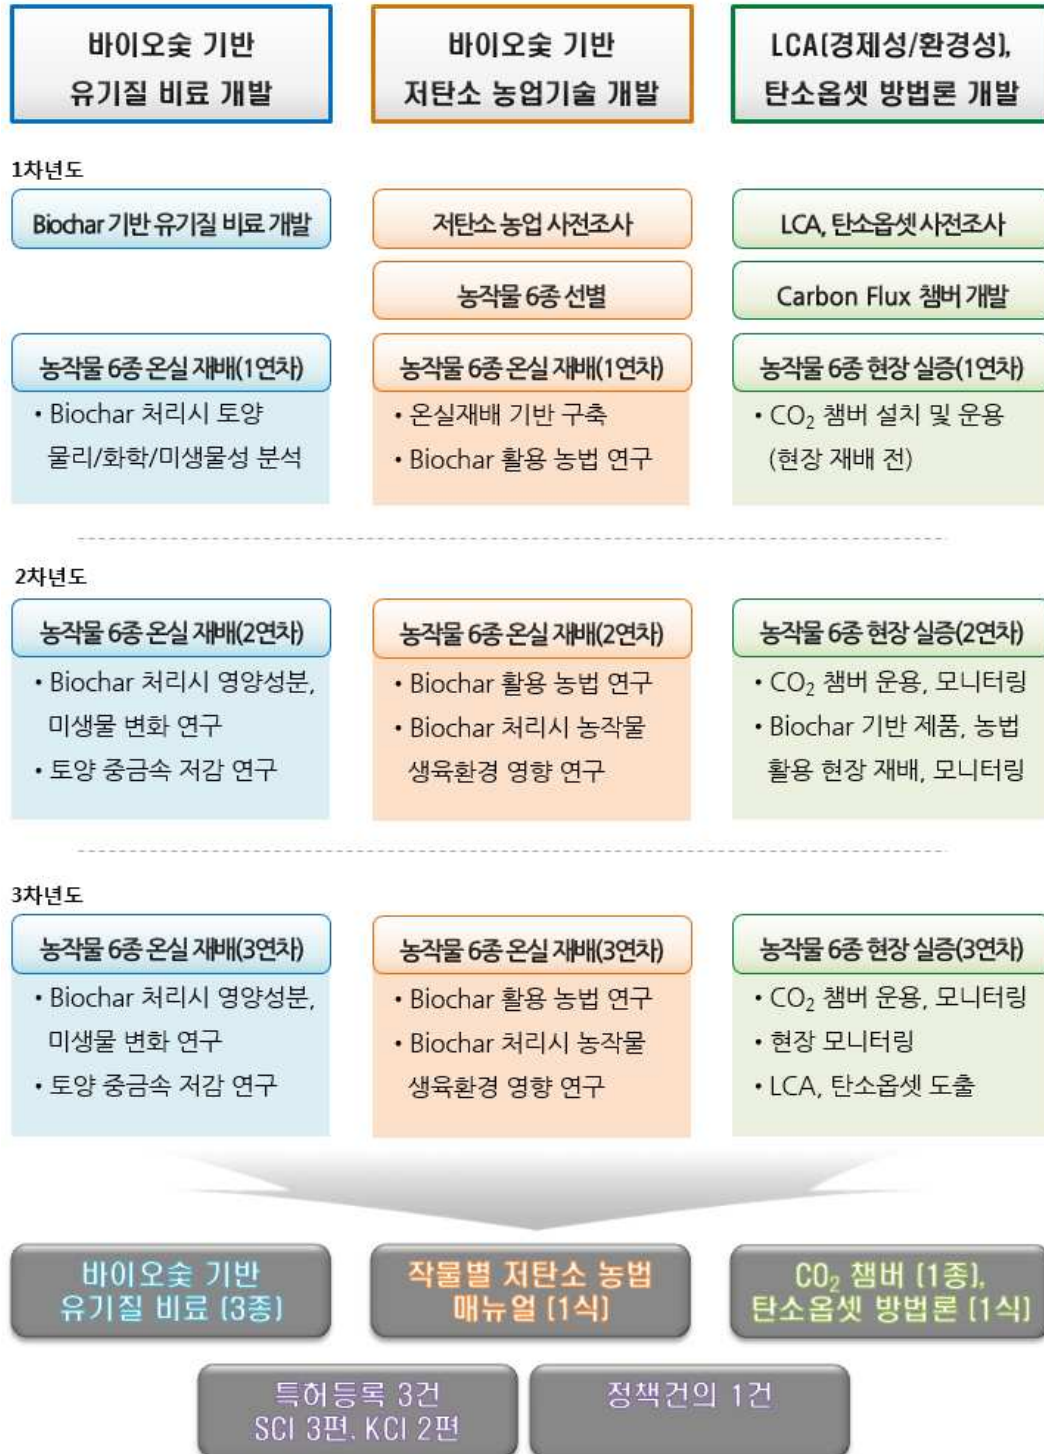 바이오숯 기반
유기질 비료 개발
바이오숯 기반
저탄소 농업기술 개발
LCA(경제성/환경성),
탄소옵셋 방법론 개발
1차년도
Biochar 기반 유기질 비료 개발
저탄소 농업 사전조사
LCA, 탄소옵셋 사전조사
농작물 6종 선별
Carbon Flux 챔버 개발
농작물 6종 온실 재배(1연차)
• Biochar 처리시 토양
물리/화학/미생물성 분석
농작물 6종 온실 재배(1연차)
• 온실재배 기반 구축
• Biochar 활용 농법 연구
농작물 6종 현장 실증(1연차)
• CO₂ 챔버 설치 및 운용
(현장 재배 전)
2차년도
농작물 6종 온실 재배(2연차)
• Biochar 처리시 영양성분,
미생물 변화 연구
• 토양 중금속 저감 연구
농작물 6종 온실 재배(2연차)
• Biochar 활용 농법 연구
• Biochar 처리시 농작물
생육환경 영향 연구
농작물 6종 현장 실증(2연차)
• CO₂ 챔버 운용, 모니터링
• Biochar 기반 제품, 농법
활용 현장 재배, 모니터링
3차년도
농작물 6종 온실 재배(3연차)
• Biochar 처리시 영양성분,
미생물 변화 연구
• 토양 중금속 저감 연구
농작물 6종 온실 재배(3연차)
• Biochar 활용 농법 연구
• Biochar 처리시 농작물
생육환경 영향 연구
농작물 6종 현장 실증(3연차)
• CO₂ 챔버 운용, 모니터링
• 현장 모니터링
• LCA, 탄소옵셋 도출
바이오숯 기반
유기질 비료 (3종)
작물별 저탄소 농법
매뉴얼 (1식)
CO₂ 챔버 (1종),
탄소옵셋 방법론 (1식)
특허등록 3건
SCI 3편. KCI 2편
정책건의 1건